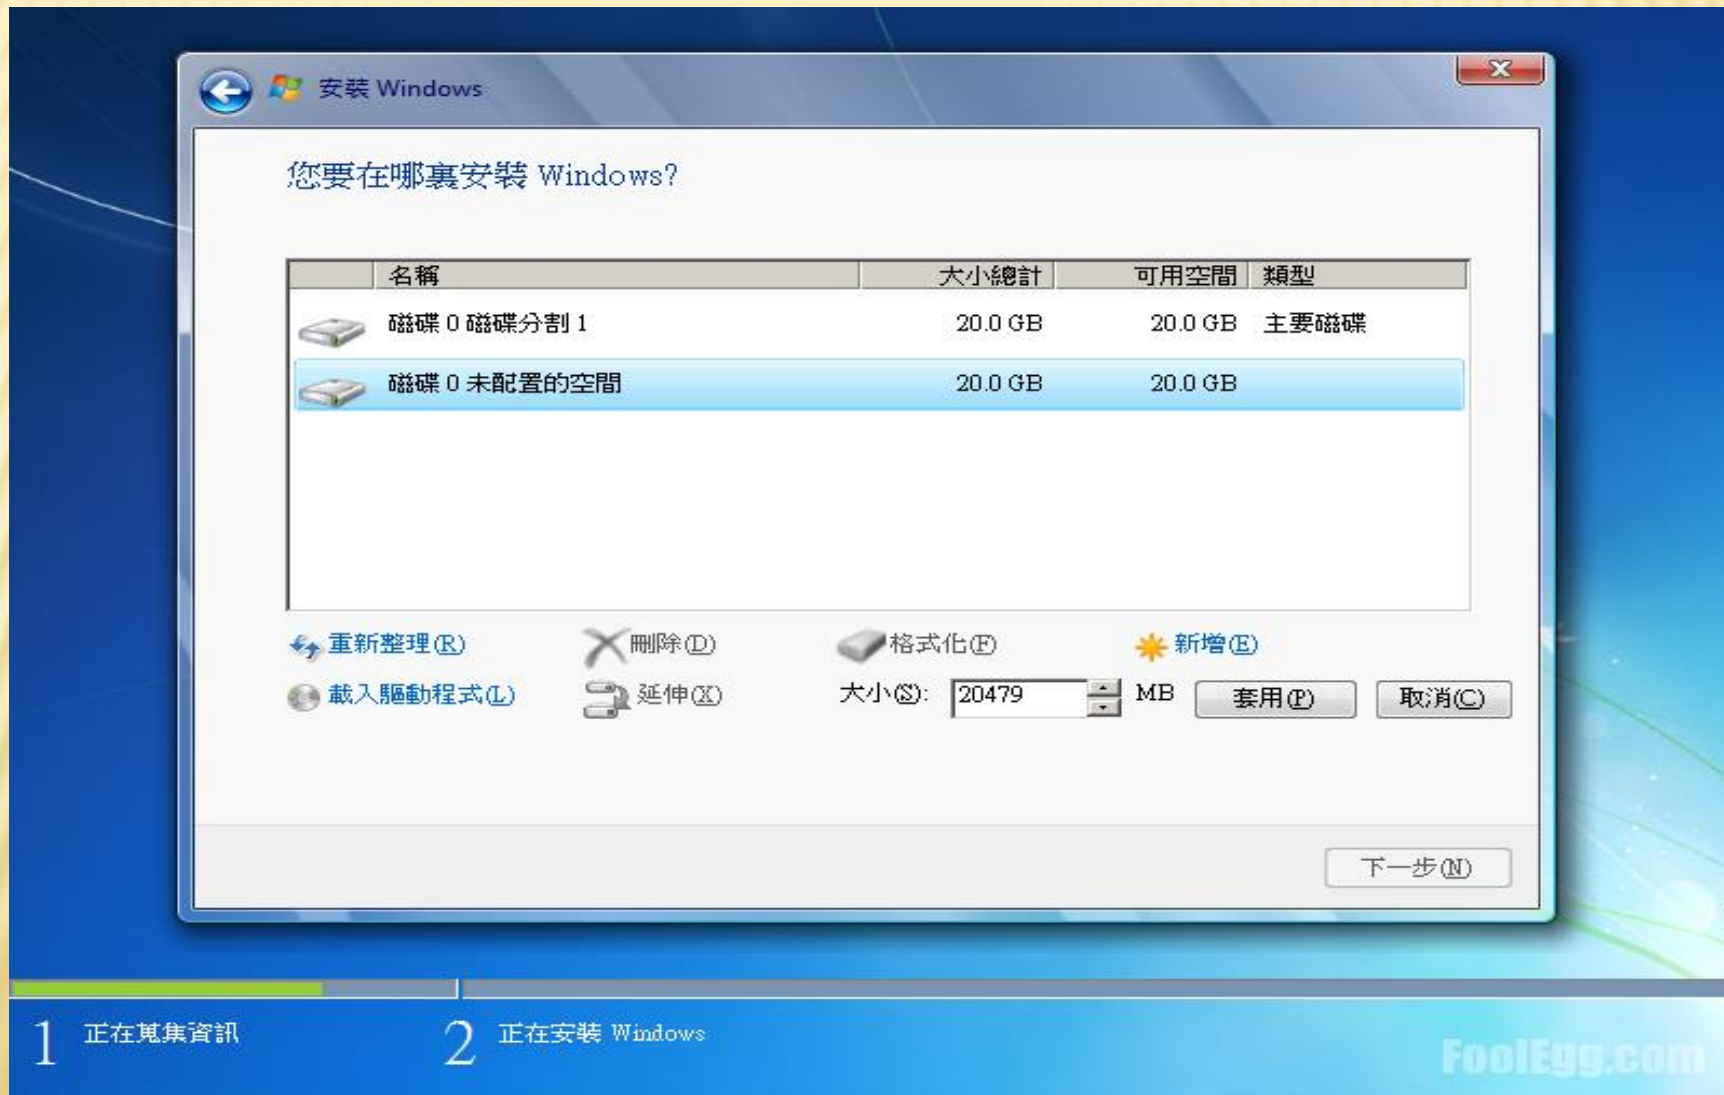 安裝 Windows
您要在哪裏安裝 Windows?
名稱 大小總計 可用空間 類型
磁碟 0 磁碟分割 1 20.0 GB 20.0 GB 主要磁碟
磁碟 0 未配置的空間 20.0 GB 20.0 GB
重新整理(R) 刪除(D) 格式化(F) 新增(E)
載入驅動程式(L) 延伸(X) 大小(S): 20479 MB 套用(P) 取消(C)
下一步(N)
1 正在蒐集資訊 2 正在安裝 Windows
FoolEgg.com